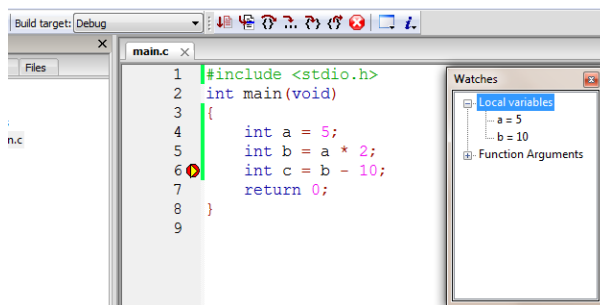 Build target: Debug
main.c
Files
n.c
1 #include <stdio.h>
2 int main(void)
3 {
4 int a = 5;
5 int b = a * 2;
6 int c = b - 10;
7 return 0;
8 }
9
Watches
Local variables
a = 5
b = 10
Function Arguments